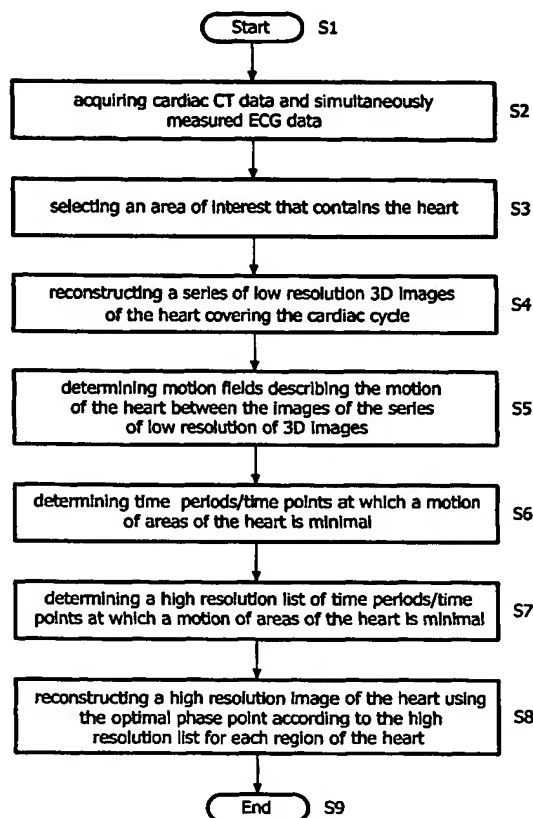 Start S1
acquiring cardiac CT data and simultaneously
measured ECG data
S2
selecting an area of interest that contains the heart S3
reconstructing a series of low resolution 3D images
of the heart covering the cardiac cycle
S4
determining motion fields describing the motion
of the heart between the images of the series
of low resolution of 3D images
S5
determining time periods/time points at which a motion
of areas of the heart is minimal
S6
determining a high resolution list of time periods/time
points at which a motion of areas of the heart is minimal
S7
reconstructing a high resolution image of the heart using
the optimal phase point according to the high
resolution list for each region of the heart
S8
End S9